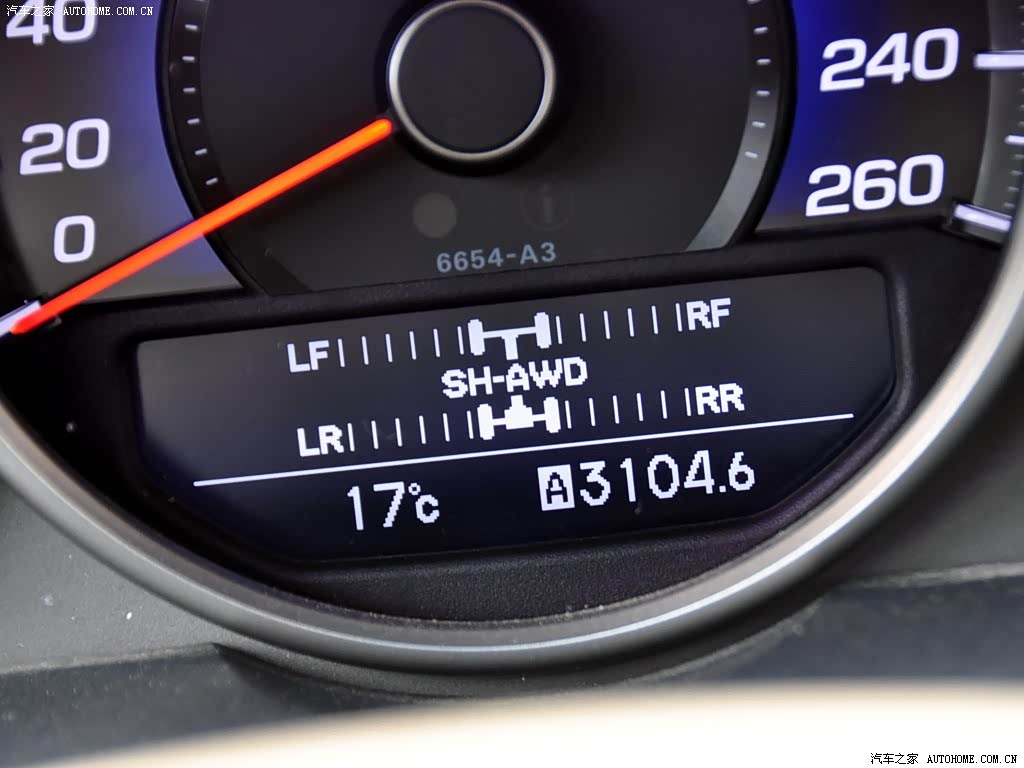 汽车之家 AUTOHOME.COM.CN
40
20
0
240
260
6654-A3
LF RF
SH-AWD
LR RR
17°C A 3104.6
汽车之家 AUTOHOME.COM.CN